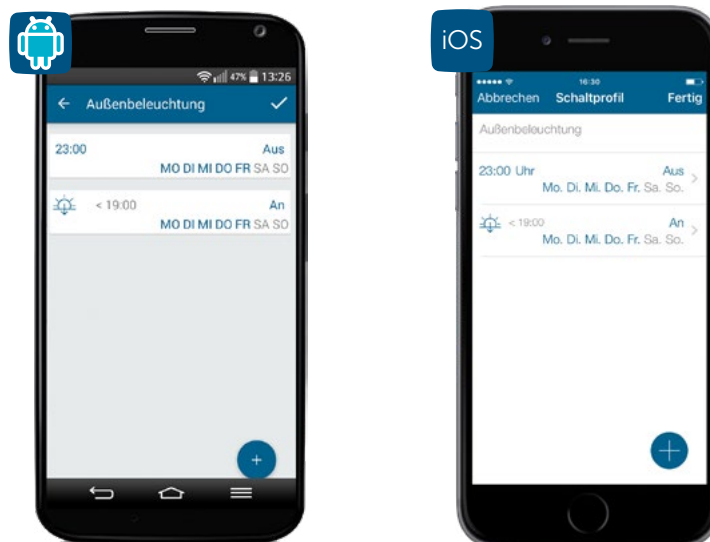 47% 13:26
Außenbeleuchtung
23:00 Aus
MO DI MI DO FR SA SO
< 19:00 An
MO DI MI DO FR SA SO
+
iOS
16:30
Abbrechen Schaltprofil Fertig
Außenbeleuchtung
23:00 Uhr Aus
Mo. Di. Mi. Do. Fr. Sa. So.
< 19:00 An
Mo. Di. Mi. Do. Fr. Sa. So.
+